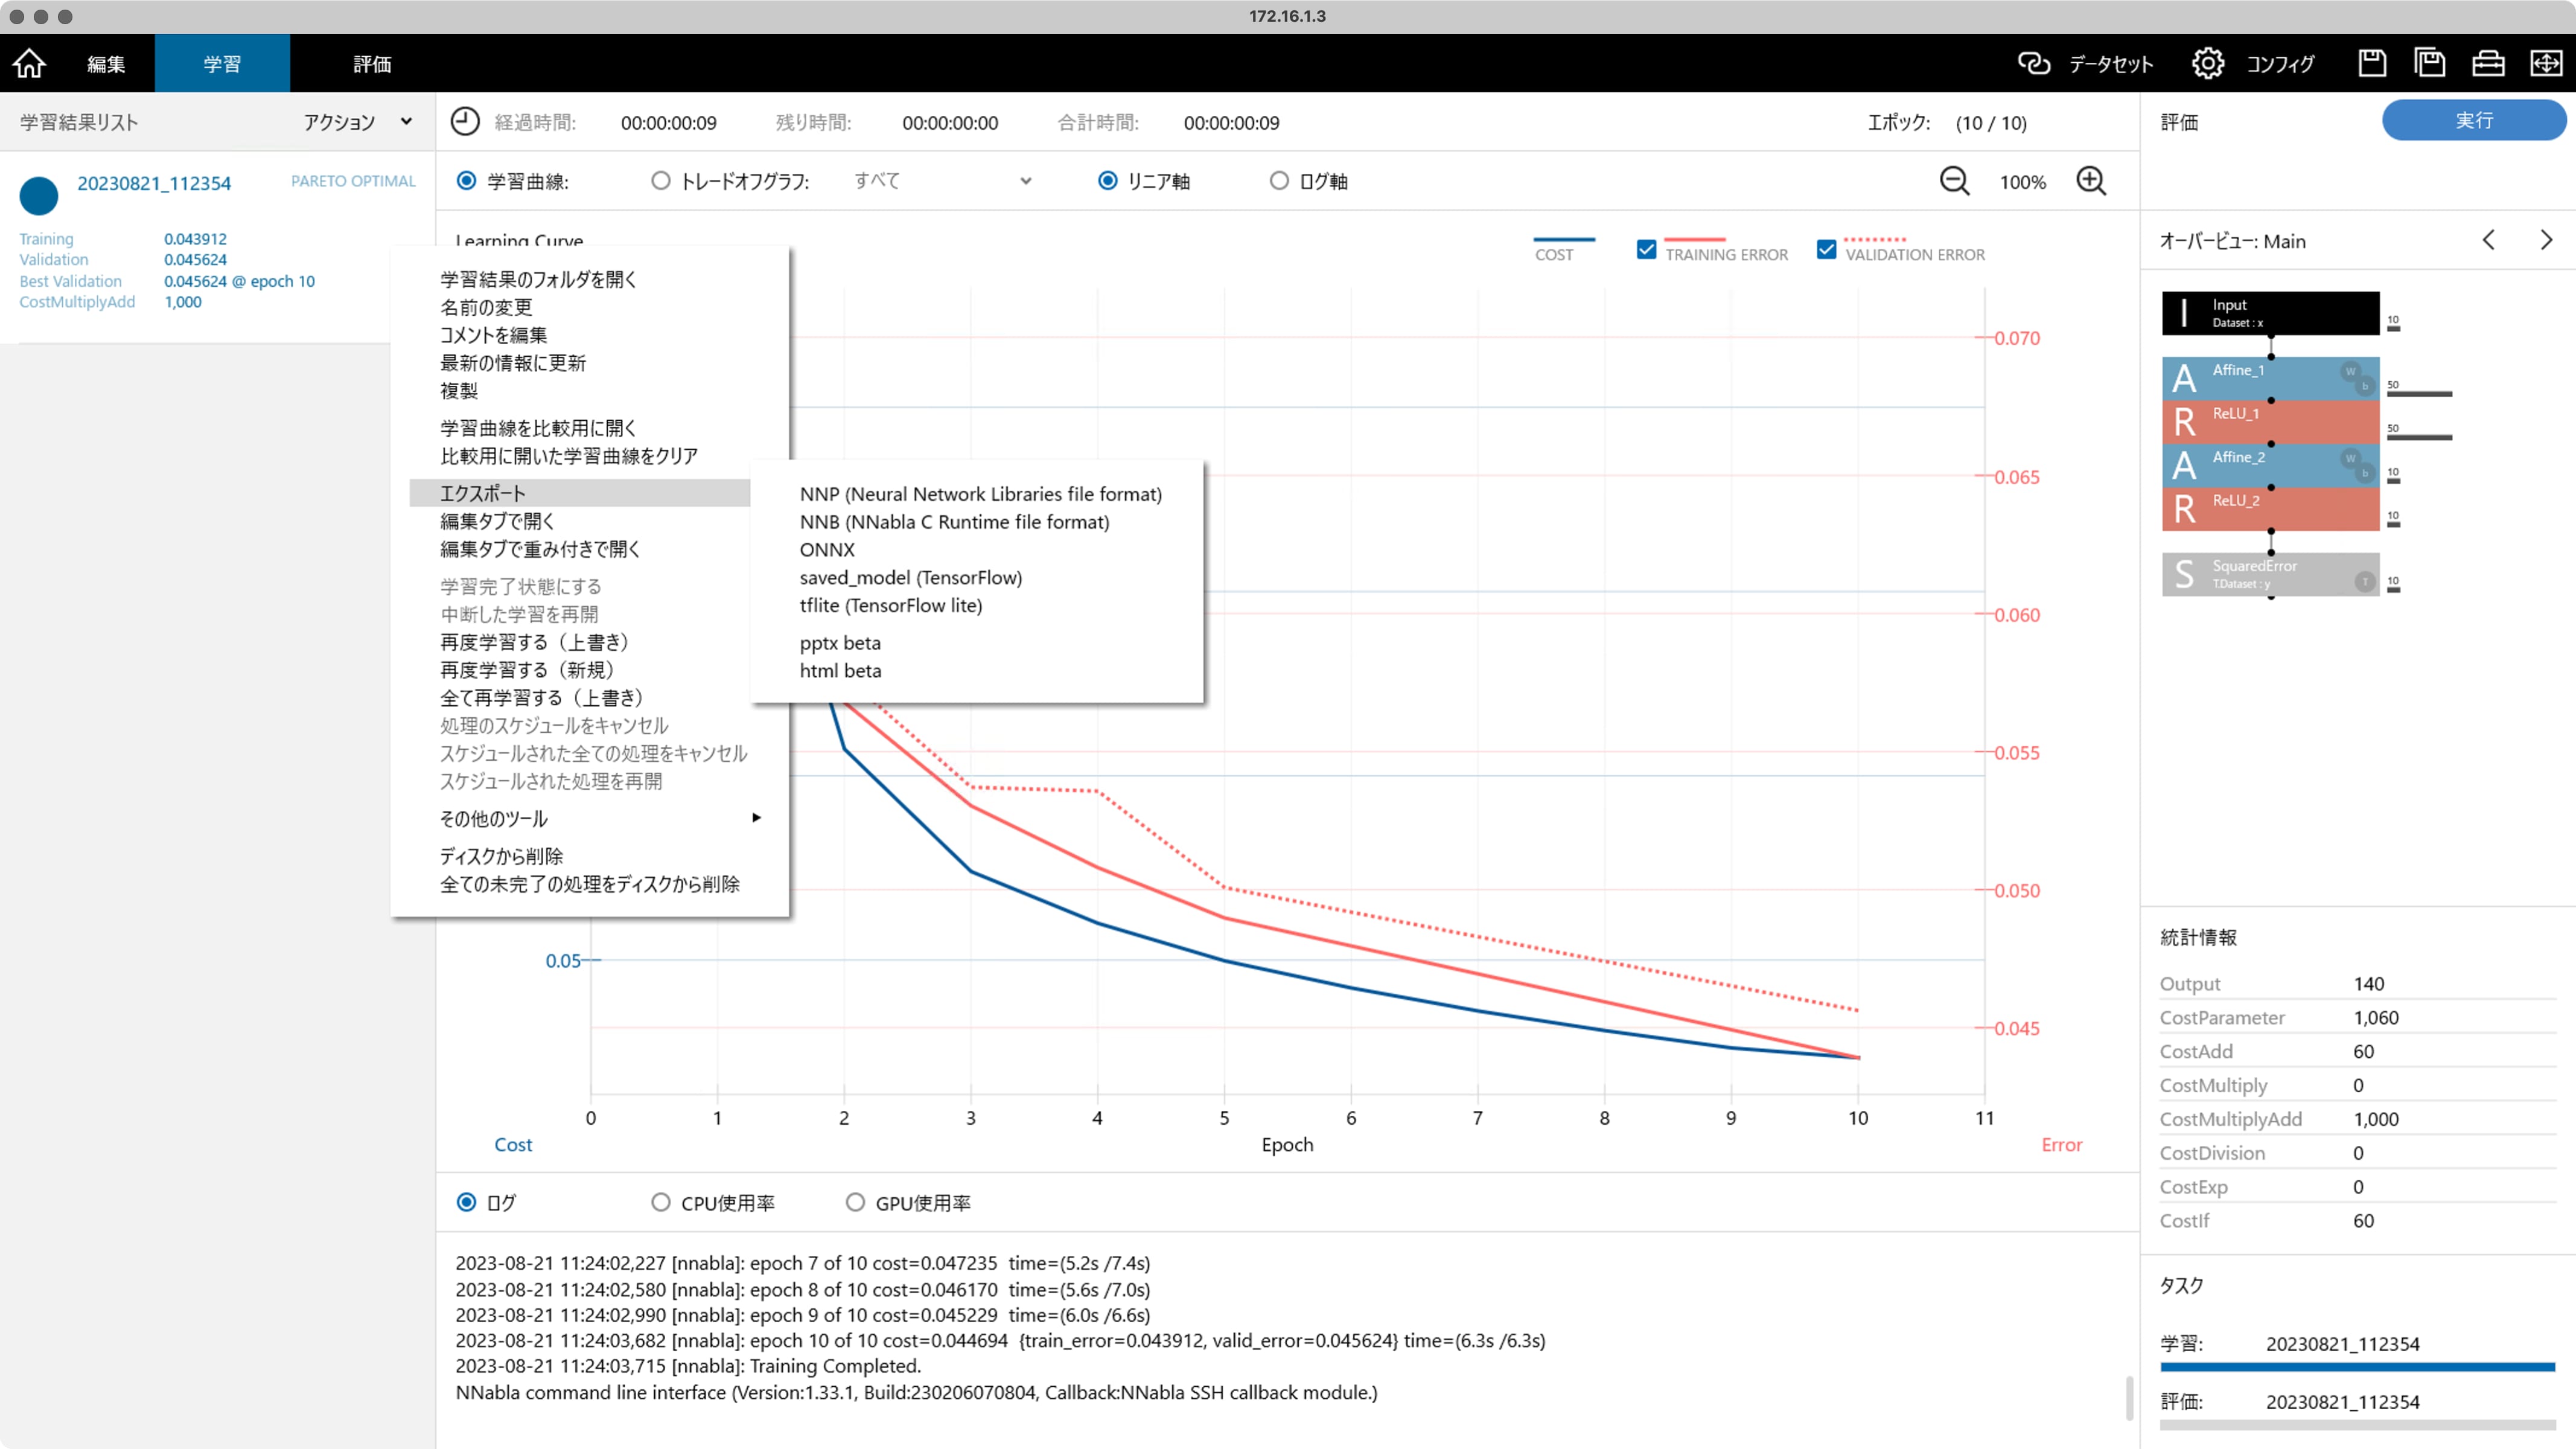 172.16.1.3
編集
学習
評価
データセット
コンフィグ
学習結果リスト
アクション
経過時間: 00:00:00:09 残り時間: 00:00:00:00 合計時間: 00:00:00:09 エポック: (10 / 10)
評価
実行
20230821_112354 PARETO OPTIMAL
Training 0.043912
Validation 0.045624
Best Validation 0.045624 @ epoch 10
CostMultiplyAdd 1,000
学習曲線: トレードオフグラフ: すべて リニア軸 ログ軸 100%
Learning Curve
COST TRAINING ERROR VALIDATION ERROR
学習結果のフォルダを開く
名前の変更
コメントを編集
最新の情報に更新
複製
学習曲線を比較用に開く
比較用に開いた学習曲線をクリア
エクスポート
編集タブで開く
編集タブで重み付きで開く
学習完了状態にする
中断した学習を再開
再度学習する（上書き）
再度学習する（新規）
全て再学習する（上書き）
処理のスケジュールをキャンセル
スケジュールされた全ての処理をキャンセル
スケジュールされた処理を再開
その他のツール
ディスクから削除
全ての未完了の処理をディスクから削除
NNP (Neural Network Libraries file format)
NNB (NNabla C Runtime file format)
ONNX
saved_model (TensorFlow)
tflite (TensorFlow lite)
pptx beta
html beta
0.070
0.065
0.060
0.055
0.050
0.045
0.05
0 1 2 3 4 5 6 7 8 9 10 11
Cost Epoch Error
ログ CPU使用率 GPU使用率
2023-08-21 11:24:02,227 [nnabla]: epoch 7 of 10 cost=0.047235 time=(5.2s /7.4s)
2023-08-21 11:24:02,580 [nnabla]: epoch 8 of 10 cost=0.046170 time=(5.6s /7.0s)
2023-08-21 11:24:02,990 [nnabla]: epoch 9 of 10 cost=0.045229 time=(6.0s /6.6s)
2023-08-21 11:24:03,682 [nnabla]: epoch 10 of 10 cost=0.044694 {train_error=0.043912, valid_error=0.045624} time=(6.3s /6.3s)
2023-08-21 11:24:03,715 [nnabla]: Training Completed.
NNabla command line interface (Version:1.33.1, Build:230206070804, Callback:NNabla SSH callback module.)
オーバービュー: Main
I Input
Dataset : x
10
A Affine_1 W b 50
R ReLU_1 50
A Affine_2 W b 10
R ReLU_2 10
S SquaredError
T.Dataset : y T 10
統計情報
Output 140
CostParameter 1,060
CostAdd 60
CostMultiply 0
CostMultiplyAdd 1,000
CostDivision 0
CostExp 0
CostIf 60
タスク
学習: 20230821_112354
評価: 20230821_112354